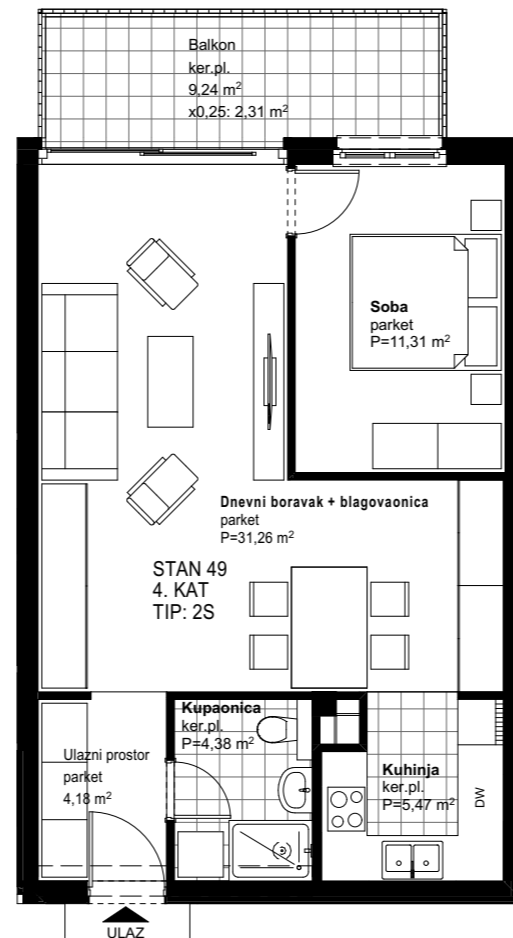 Balkon
ker.pl.
9,24 m²
x0,25: 2,31 m²
Soba
parket
P=11,31 m²
Dnevni boravak + blagovaonica
parket
P=31,26 m²
STAN 49
4. KAT
TIP: 2S
Kupaonica
ker.pl.
P=4,38 m²
Ulazni prostor
parket
4,18 m²
Kuhinja
ker.pl.
P=5,47 m²
DW
ULAZ